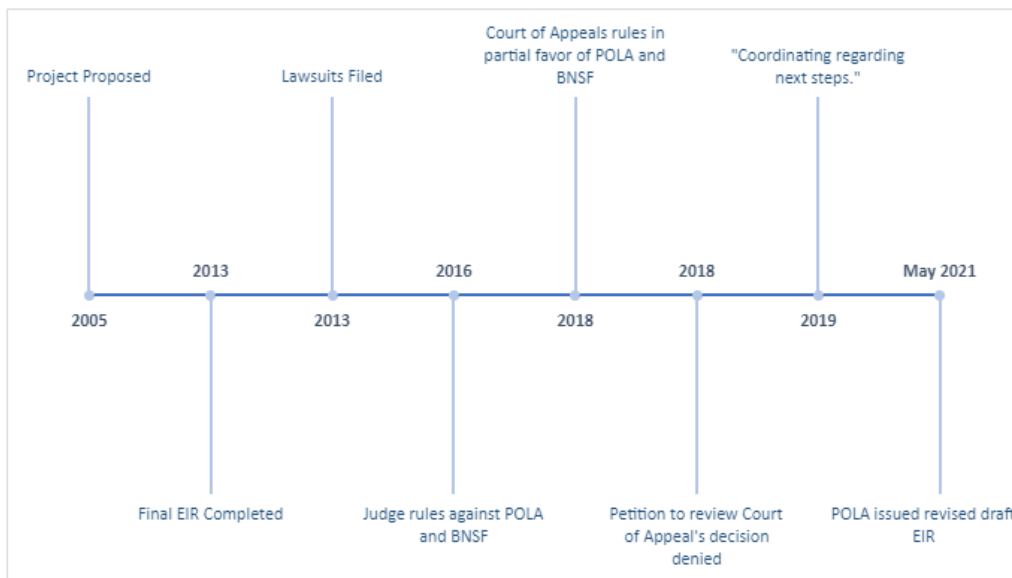 Court of Appeals rules in
partial favor of POLA and
BNSF
"Coordinating regarding
next steps."
Project Proposed
Lawsuits Filed
2013
2016
2018
May 2021
2005
2013
2018
2019
Final EIR Completed
Judge rules against POLA
and BNSF
Petition to review Court
of Appeal's decision
denied
POLA issued revised draft
EIR